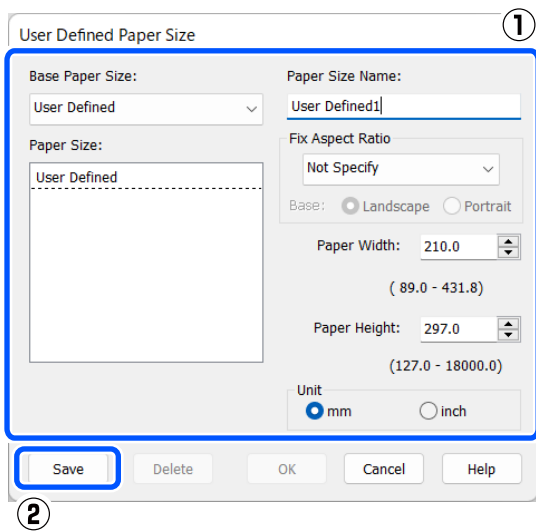 ①
User Defined Paper Size
Base Paper Size:
User Defined
Paper Size:
User Defined
Paper Size Name:
User Defined1
Fix Aspect Ratio
Not Specify
Base: Landscape Portrait
Paper Width: 210.0
( 89.0 - 431.8)
Paper Height: 297.0
(127.0 - 18000.0)
Unit
mm inch
Save Delete OK Cancel Help
②